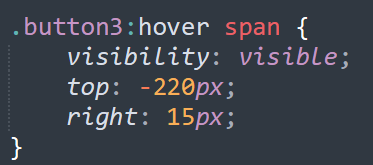 .button3:hover span {
    visibility: visible;
    top: -220px;
    right: 15px;
}